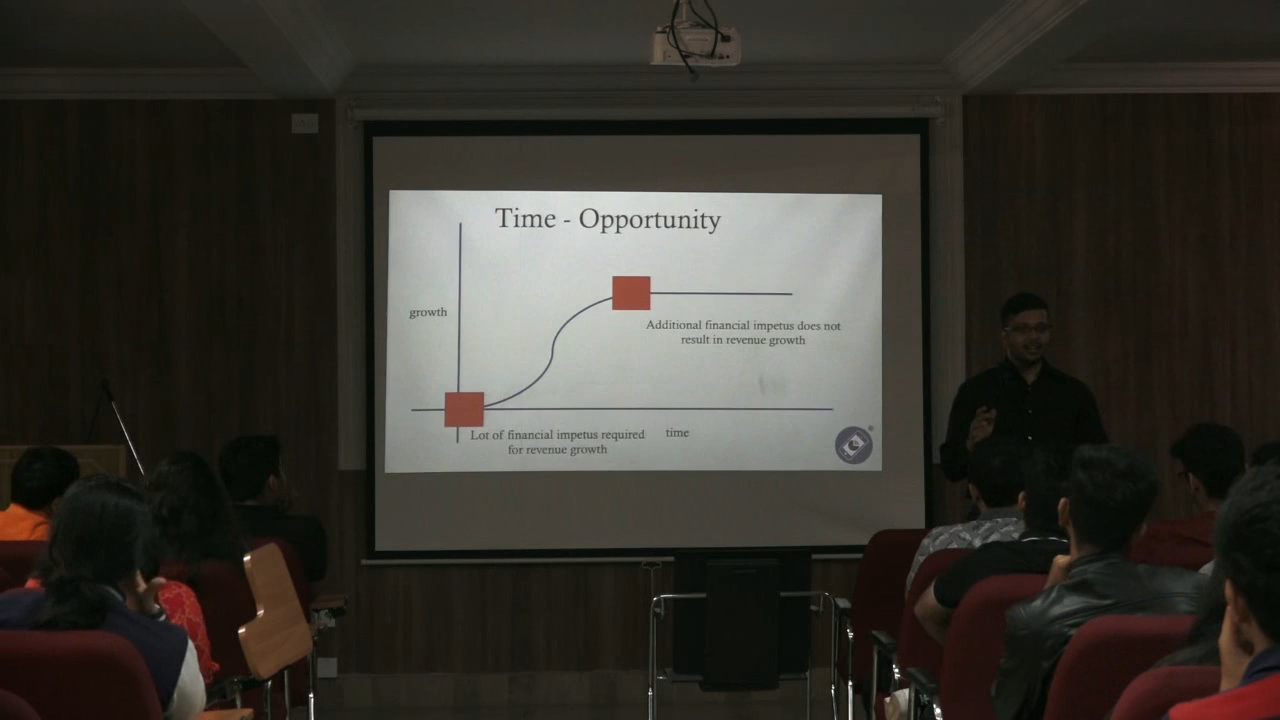 Time - Opportunity
growth
Additional financial impetus does not
result in revenue growth
Lot of financial impetus required
for revenue growth
time
®